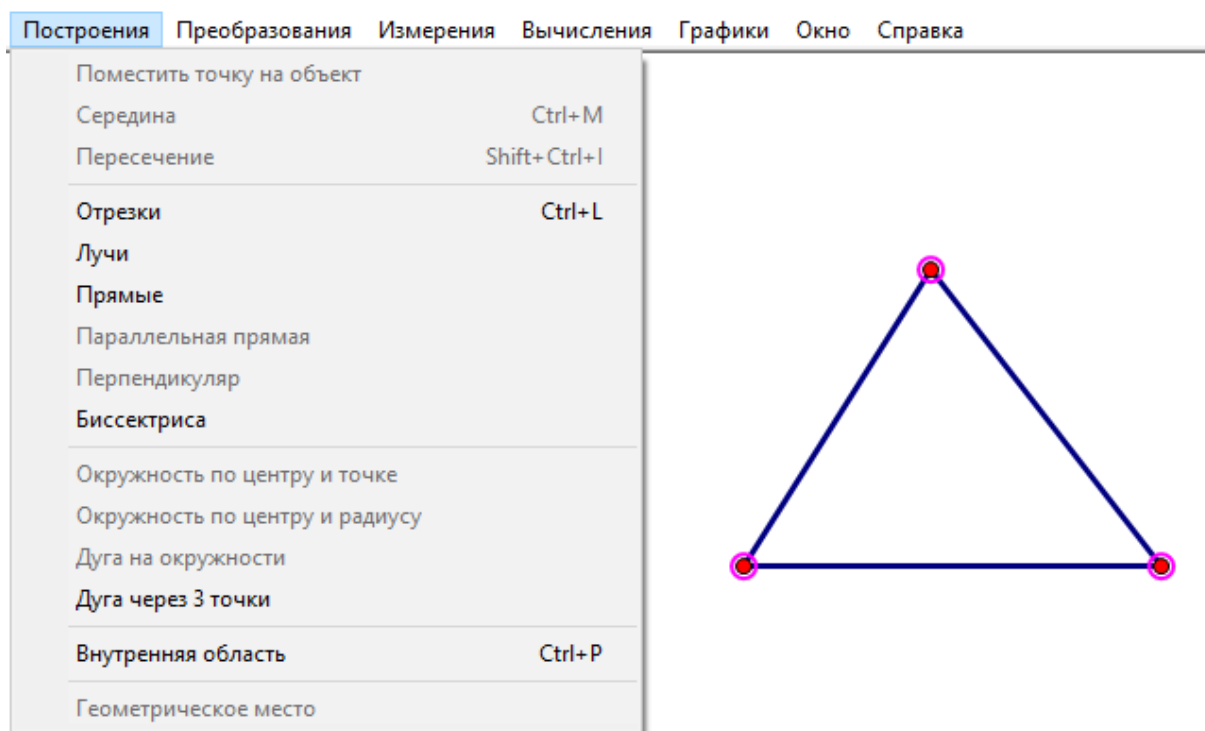 Построения Преобразования Измерения Вычисления Графики Окно Справка
Поместить точку на объект
Середина Ctrl+M
Пересечение Shift+Ctrl+I
Отрезки Ctrl+L
Лучи
Прямые
Параллельная прямая
Перпендикуляр
Биссектриса
Окружность по центру и точке
Окружность по центру и радиусу
Дуга на окружности
Дуга через 3 точки
Внутренняя область Ctrl+P
Геометрическое место